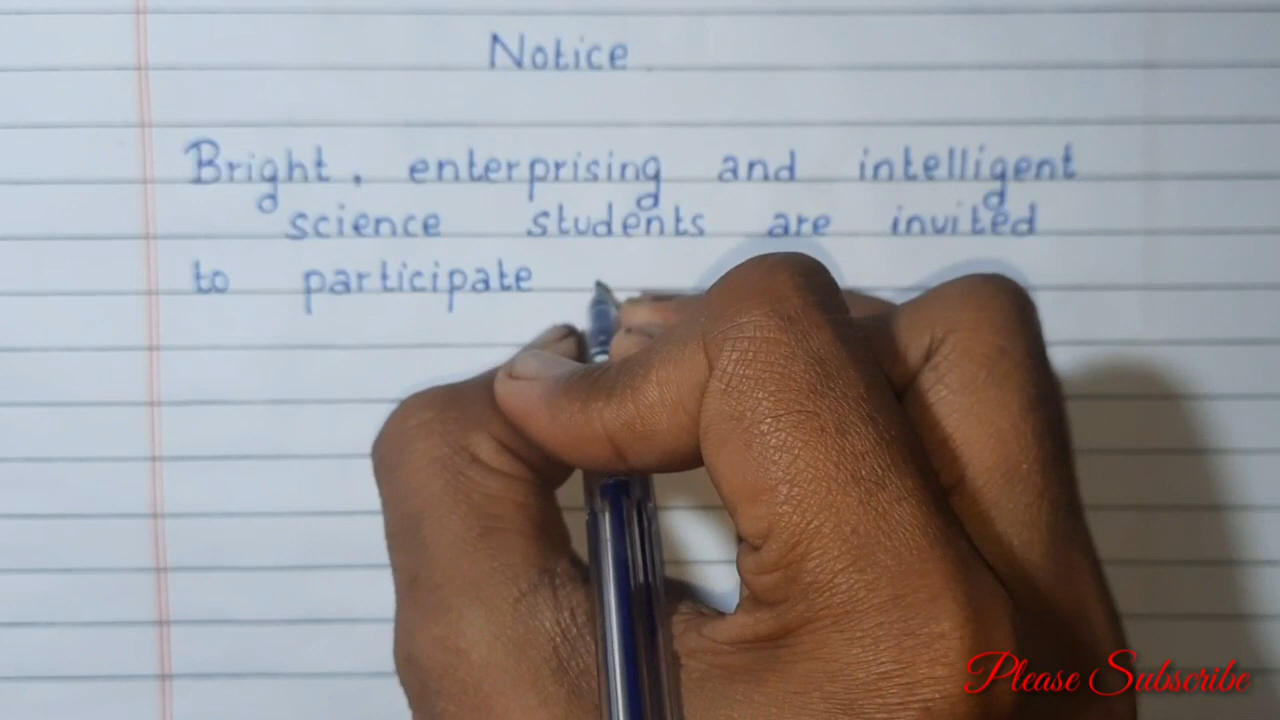 Notice
Bright, enterprising and intelligent
science students are invited
to participate
Please Subscribe